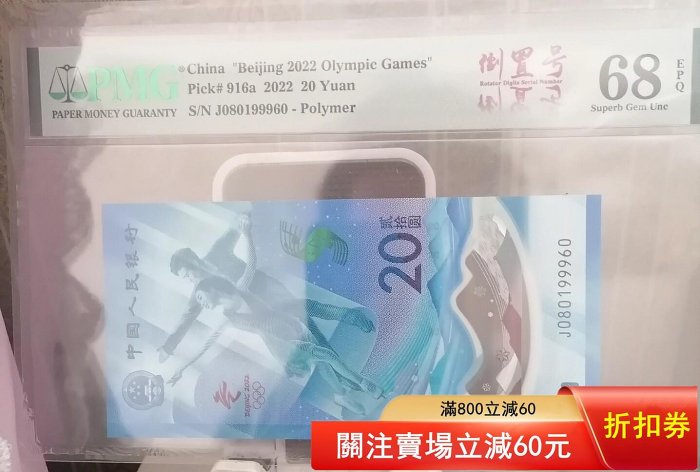 PMG
PAPER MONEY GUARANTY
China "Beijing 2022 Olympic Games"
Pick# 916a 2022 20 Yuan
S/N J080199960 - Polymer
倒置号
Rotator Digits Serial Number
68
EPQ
Superb Gem Unc
中国人民银行
贰拾圆
20
J080199960
BEIJING 2022
滿800立減60
關注賣場立減60元
折扣券